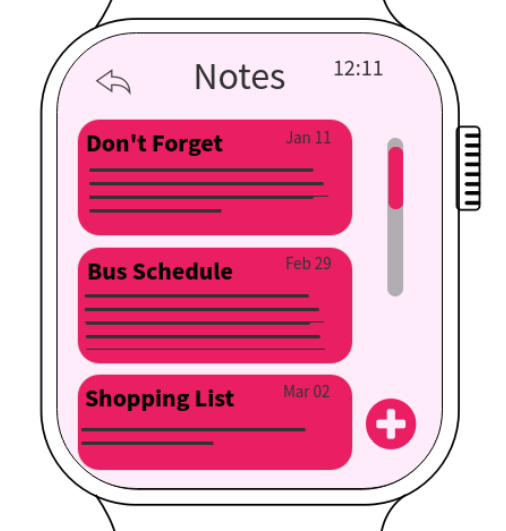 Notes 12:11
Don't Forget Jan 11
Bus Schedule Feb 29
Shopping List Mar 02